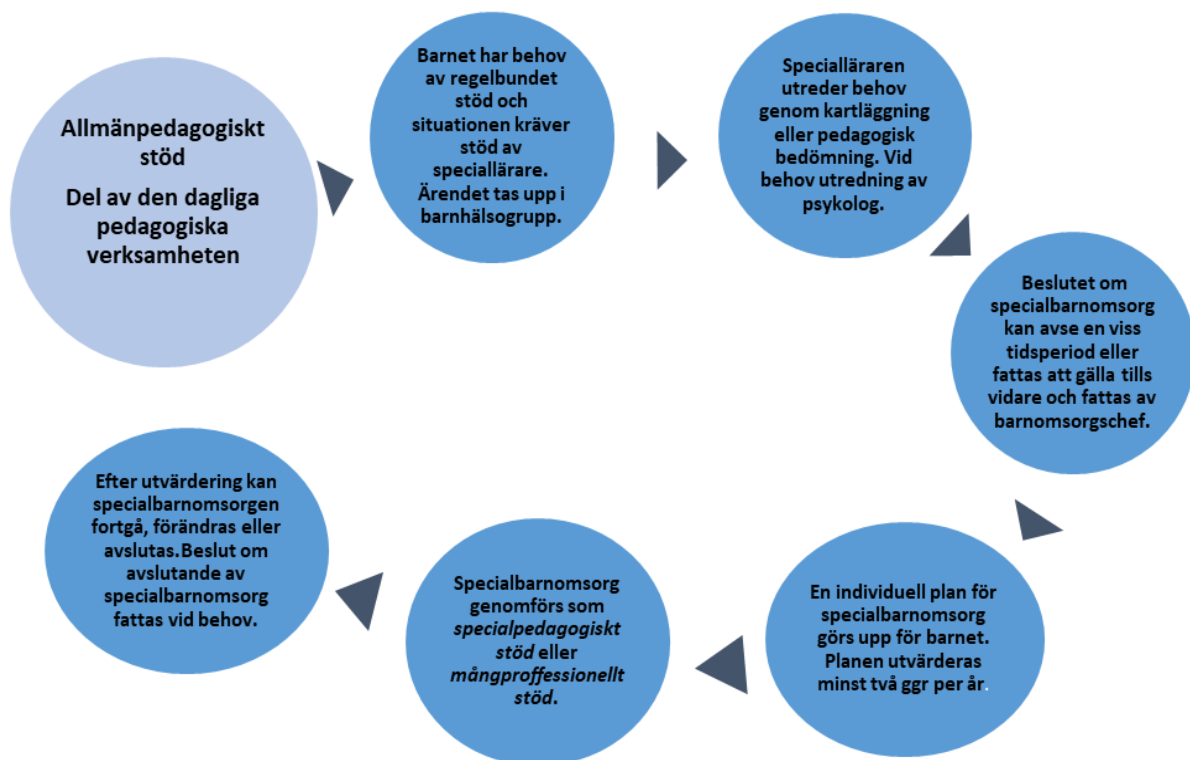 Allmänpedagogiskt
stöd
Del av den dagliga
pedagogiska
verksamheten
Barnet har behov
av regelbundet
stöd och
situationen kräver
stöd av
speciallärare.
Ärendet tas upp i
barnhälsogrupp.
Specialläraren
utreder behov
genom kartläggning
eller pedagogisk
bedömning. Vid
behov utredning av
psykolog.
Beslutet om
specialbarnomsorg
kan avse en viss
tidsperiod eller
fattas att gälla tills
vidare och fattas av
barnomsorgschef.
En individuell plan för
specialbarnomsorg
görs upp för barnet.
Planen utvärderas
minst två ggr per år.
Specialbarnomsorg
genomförs som
specialpedagogiskt
stöd eller
mångproffessionellt
stöd.
Efter utvärdering kan
specialbarnomsorgen
fortgå, förändras eller
avslutas.Beslut om
avslutande av
specialbarnomsorg
fattas vid behov.